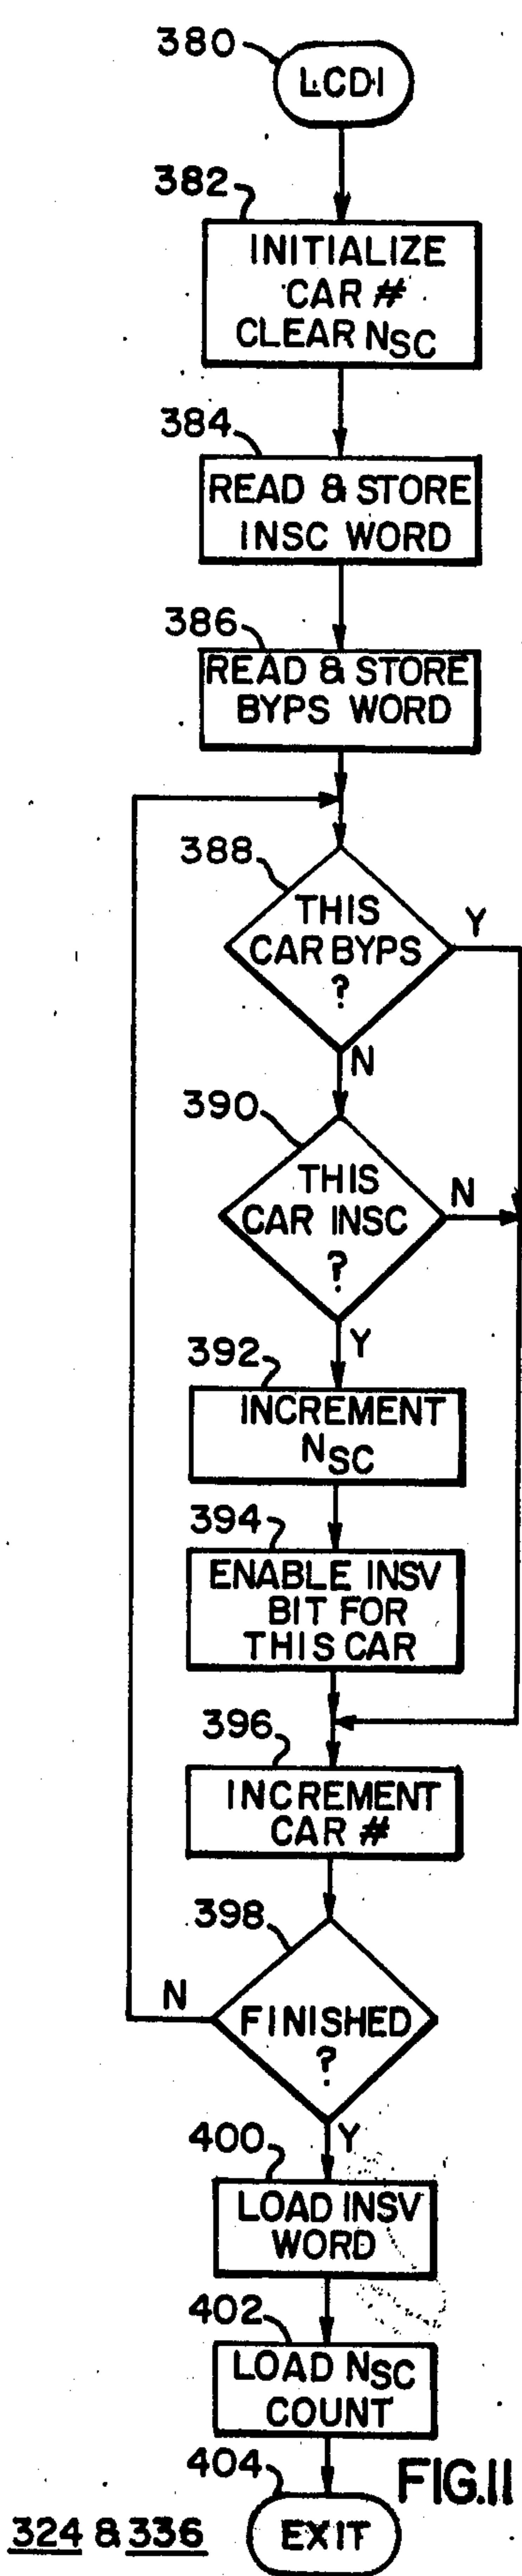 380
LCD1
382
INITIALIZE
CAR #
CLEAR NSC
384
READ & STORE
INSC WORD
386
READ & STORE
BYPS WORD
388
THIS
CAR BYPS
?
Y
N
390
THIS
CAR INSC
?
N
Y
392
INCREMENT
NSC
394
ENABLE INSV
BIT FOR
THIS CAR
396
INCREMENT
CAR #
398
FINISHED
?
N
Y
400
LOAD INSV
WORD
402
LOAD NSC
COUNT
404
EXIT
FIG.11
324 & 336